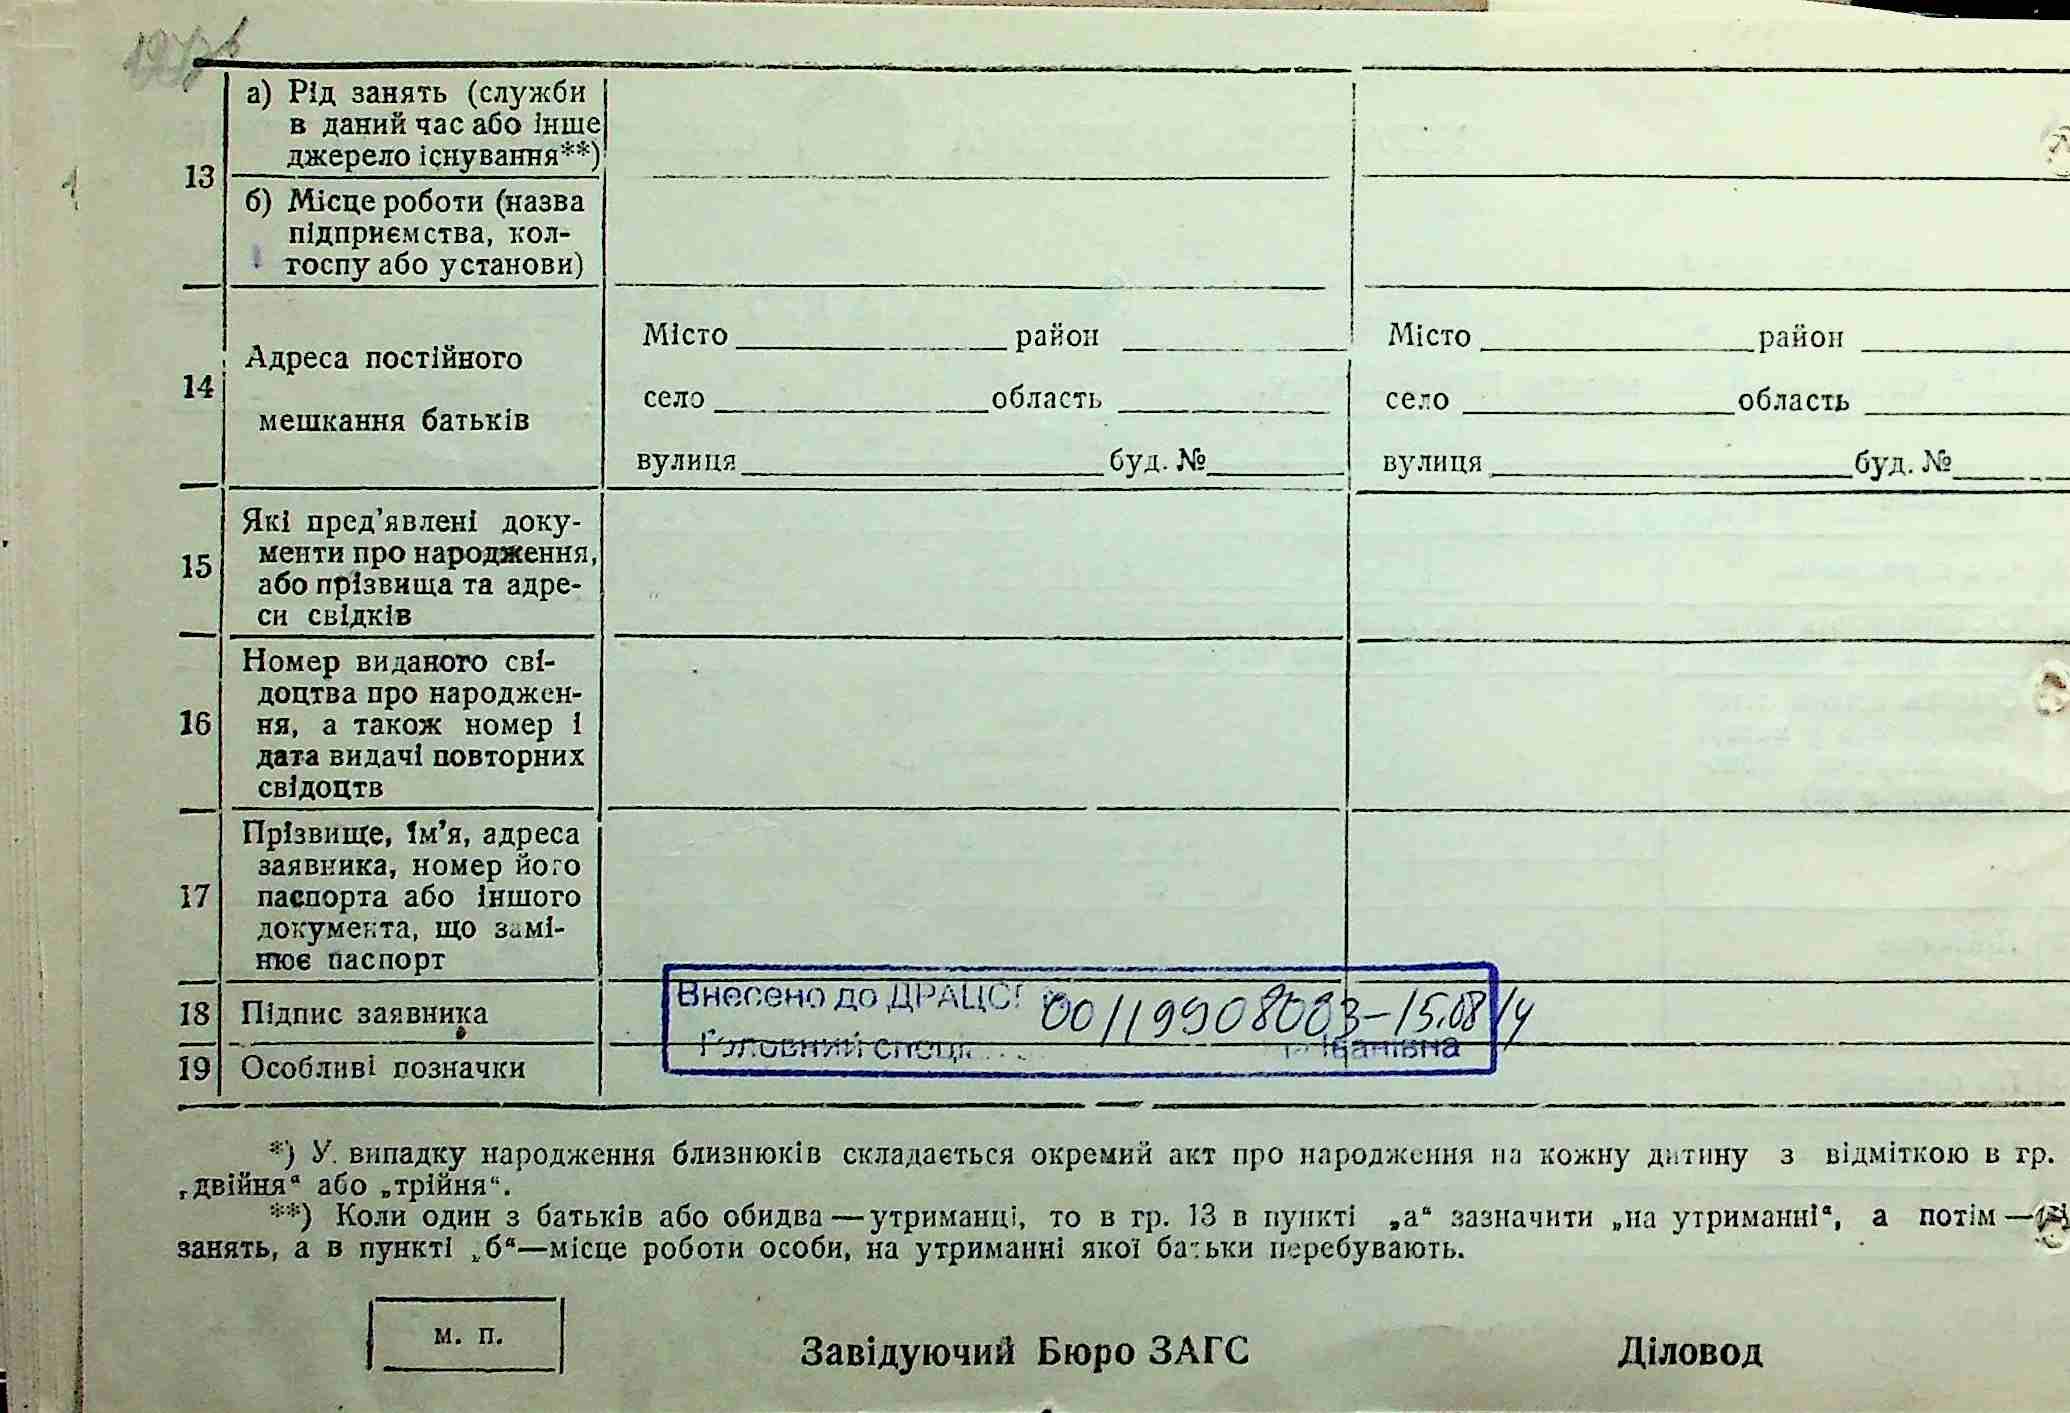 13
а) Рід занять (служби
в даний час або інше
джерело існування**)
б) Місце роботи (назва
підприємства, кол-
госпу або установи)
14
Адреса постійного
мешкання батьків
Місто район Місто район
село область село область
вулиця буд. № вулиця буд. №
15
Які пред'явлені доку-
менти про народження,
або прізвища та адре-
си свідків
16
Номер виданого сві-
доцтва про народжен-
ня, а також номер і
дата видачі повторних
свідоцтв
17
Прізвище, ім'я, адреса
заявника, номер його
паспорта або іншого
документа, що замі-
нює паспорт
18 Підпис заявника
19 Особливі позначки
Внесено до ДРАЦСГ 00119908003-15.08.14
Головний Іванівна
*) У випадку народження близнюків складається окремий акт про народження на кожну дитину з відміткою в гр.
„двійня“ або „трійня“.
**) Коли один з батьків або обидва—утриманці, то в гр. 13 в пункті „а“ зазначити „на утриманні“, а потім—
занять, а в пункті „б“—місце роботи особи, на утриманні якої батьки перебувають.
м. п.
Завідуючий Бюро ЗАГС Діловод